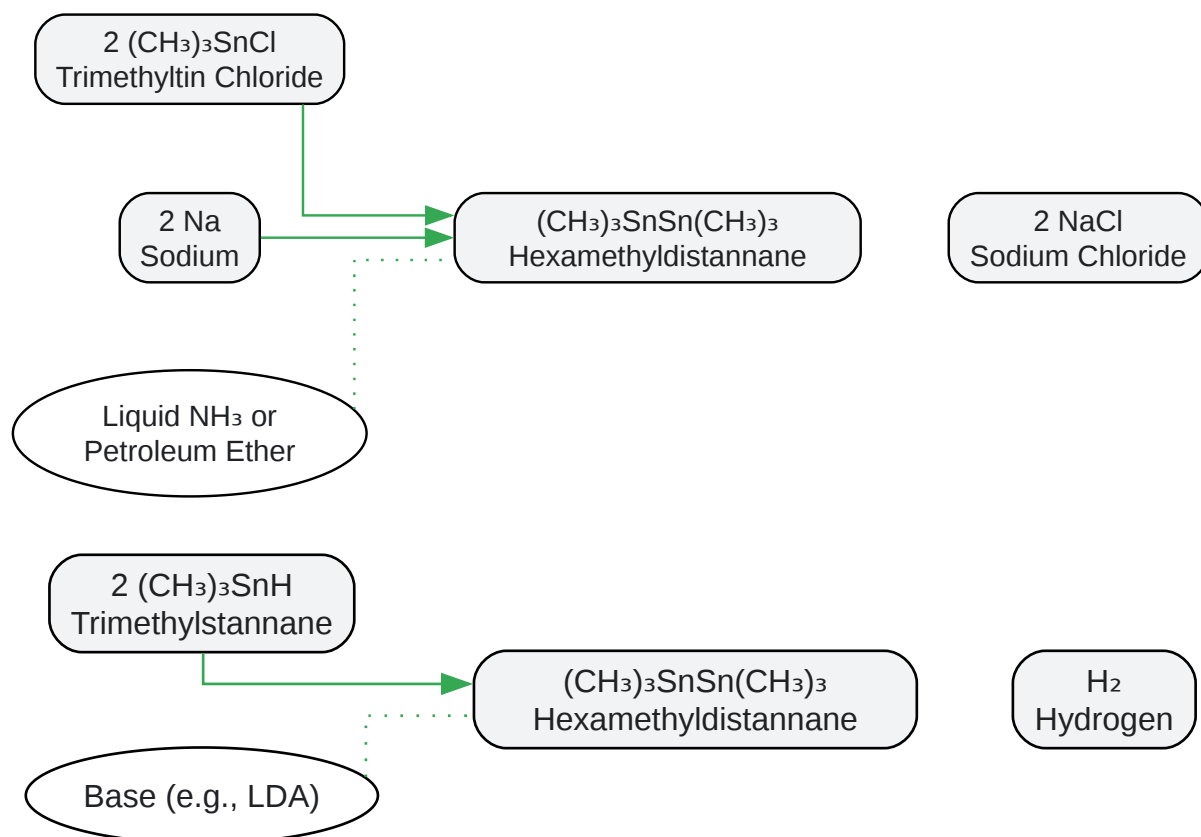 2 (CH₃)₃SnCl
Trimethyltin Chloride
2 Na
Sodium
(CH₃)₃SnSn(CH₃)₃
Hexamethyldistannane
2 NaCl
Sodium Chloride
Liquid NH₃ or
Petroleum Ether
2 (CH₃)₃SnH
Trimethylstannane
(CH₃)₃SnSn(CH₃)₃
Hexamethyldistannane
H₂
Hydrogen
Base (e.g., LDA)